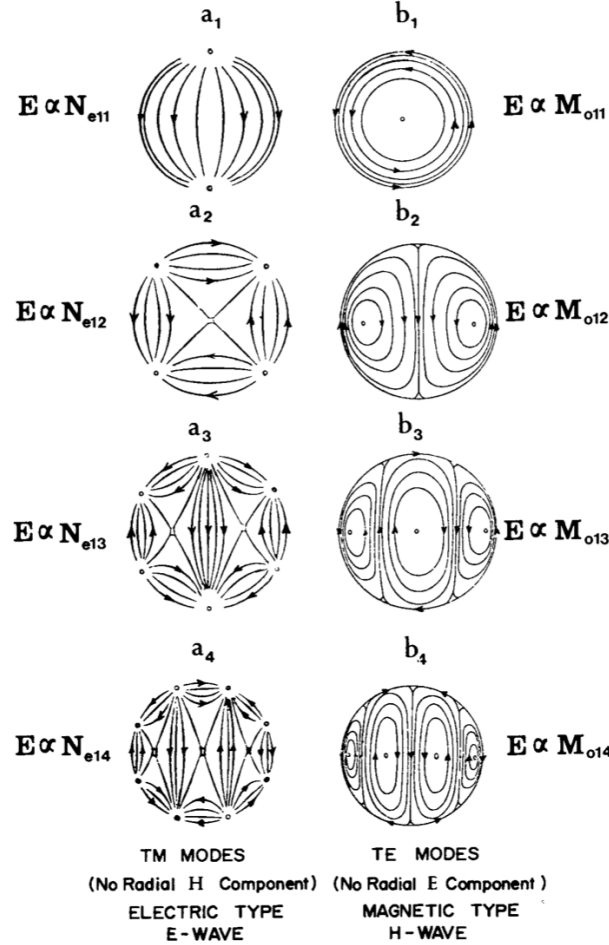 a₁ b₁
E ∝ Nₑ₁₁ E ∝ Mₒ₁₁
a₂ b₂
E ∝ Nₑ₁₂ E ∝ Mₒ₁₂
a₃ b₃
E ∝ Nₑ₁₃ E ∝ Mₒ₁₃
a₄ b₄
E ∝ Nₑ₁₄ E ∝ Mₒ₁₄
TM MODES TE MODES
(No Radial H Component) (No Radial E Component)
ELECTRIC TYPE MAGNETIC TYPE
E-WAVE H-WAVE